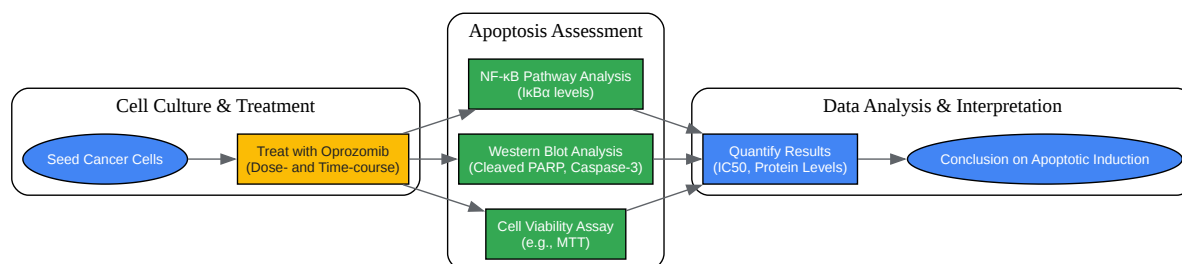 Cell Culture & Treatment
Seed Cancer Cells
Treat with Oprozomib
(Dose- and Time-course)
Apoptosis Assessment
NF-κB Pathway Analysis
(IκBα levels)
Western Blot Analysis
(Cleaved PARP, Caspase-3)
Cell Viability Assay
(e.g., MTT)
Data Analysis & Interpretation
Quantify Results
(IC50, Protein Levels)
Conclusion on Apoptotic Induction